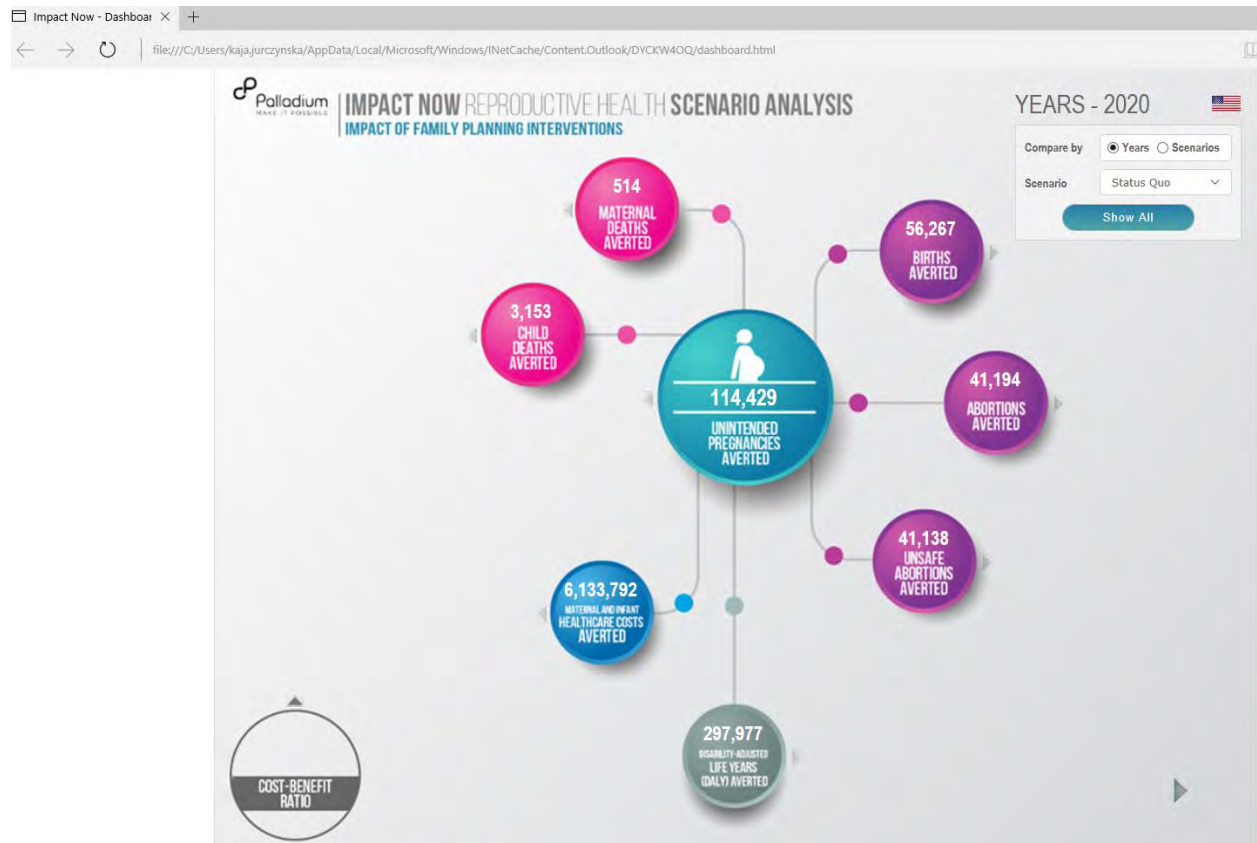 Impact Now - Dashboar
file:///C:/Users/kaja.jurczynska/AppData/Local/Microsoft/Windows/INetCache/Content.Outlook/DYCKW4OQ/dashboard.html
Palladium
MAKE IT POSSIBLE
IMPACT NOW REPRODUCTIVE HEALTH SCENARIO ANALYSIS
IMPACT OF FAMILY PLANNING INTERVENTIONS
YEARS - 2020
Compare by Years Scenarios
Scenario Status Quo
Show All
514
MATERNAL
DEATHS
AVERTED
56,267
BIRTHS
AVERTED
3,153
CHILD
DEATHS
AVERTED
114,429
UNINTENDED
PREGNANCIES
AVERTED
41,194
ABORTIONS
AVERTED
41,138
UNSAFE
ABORTIONS
AVERTED
6,133,792
MATERNAL AND INFANT
HEALTHCARE COSTS
AVERTED
297,977
DISABILITY-ADJUSTED
LIFE YEARS
(DALY) AVERTED
COST-BENEFIT
RATIO